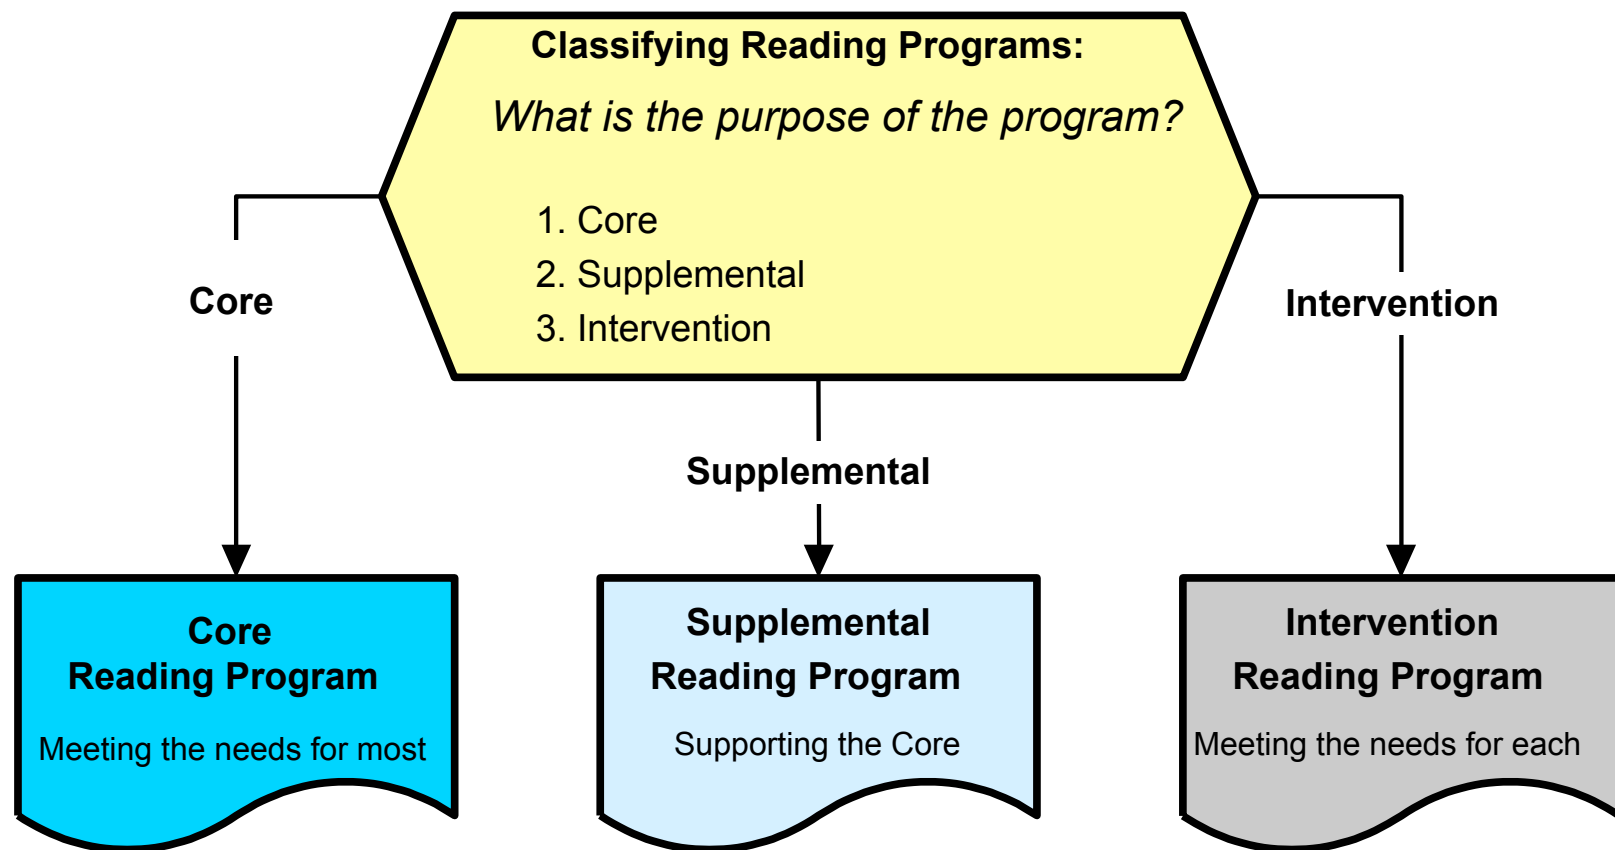 Classifying Reading Programs:
What is the purpose of the program?
1. Core
2. Supplemental
3. Intervention
Core
Intervention
Supplemental
Core
Reading Program
Meeting the needs for most
Supplemental
Reading Program
Supporting the Core
Intervention
Reading Program
Meeting the needs for each